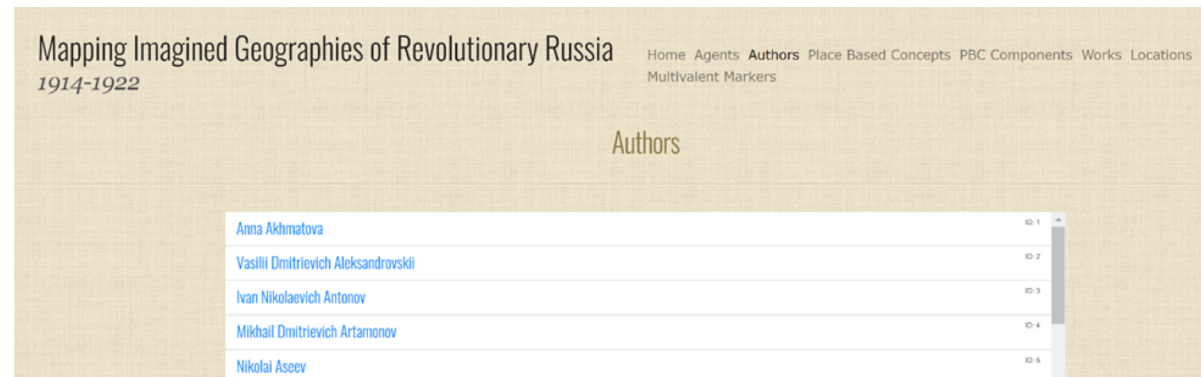 Mapping Imagined Geographies of Revolutionary Russia
1914-1922
Home Agents Authors Place Based Concepts PBC Components Works Locations
Multivalent Markers
Authors
Anna Akhmatova ID: 1
Vasilii Dmitrievich Aleksandrovskii ID: 2
Ivan Nikolaevich Antonov ID: 3
Mikhail Dmitrievich Artamonov ID: 4
Nikolai Aseev ID: 5